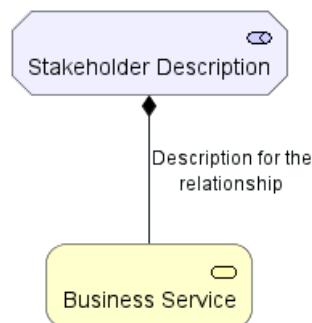 Stakeholder Description
Description for the
relationship
Business Service